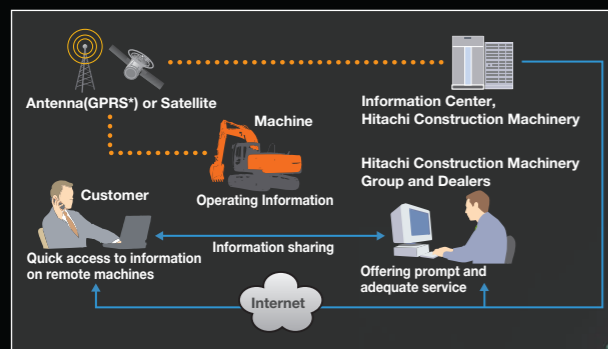 Antenna(GPRS*) or Satellite
Information Center,
Hitachi Construction Machinery
Machine
Operating Information
Hitachi Construction Machinery
Group and Dealers
Customer
Information sharing
Quick access to information
on remote machines
Offering prompt and
adequate service
Internet